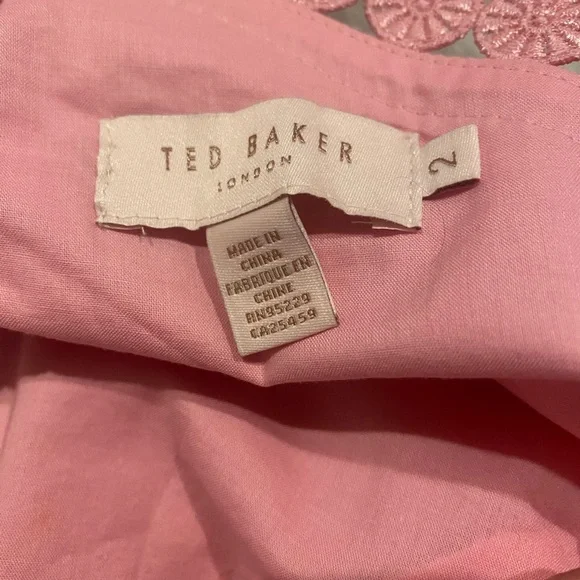 TED BAKER
LONDON
2
MADE IN
CHINA
FABRIQUE EN
CHINE
RN95229
CA25459